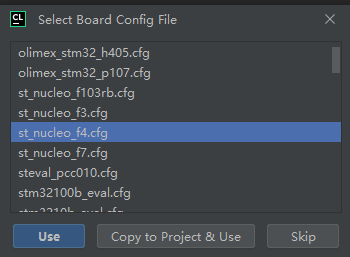 CL Select Board Config File
olimex_stm32_h405.cfg
olimex_stm32_p107.cfg
st_nucleo_f103rb.cfg
st_nucleo_f3.cfg
st_nucleo_f4.cfg
st_nucleo_f7.cfg
steval_pcc010.cfg
stm32100b_eval.cfg
Use Copy to Project & Use Skip